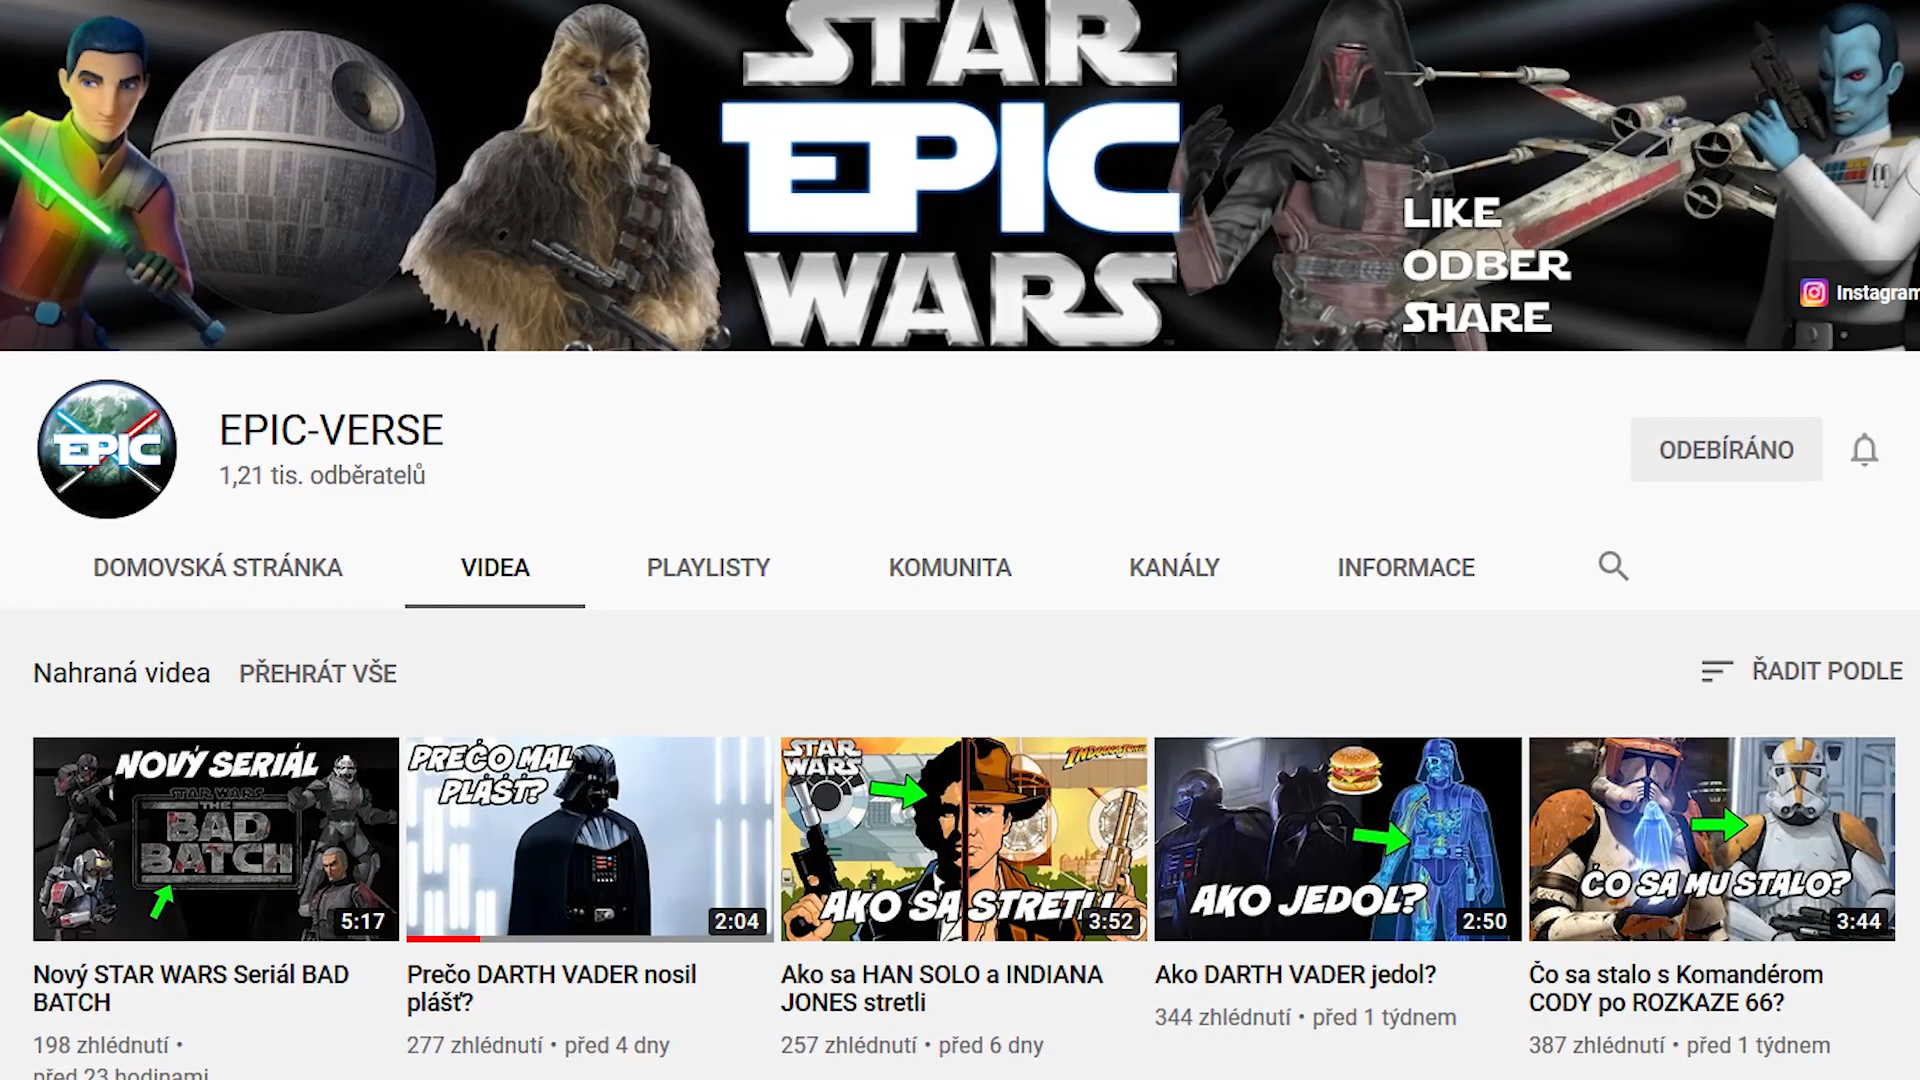 STAR
EPIC
WARS
LIKE
ODBER
SHARE
Instagram
EPIC
EPIC-VERSE
1,21 tis. odběratelů
ODEBÍRÁNO
DOMOVSKÁ STRÁNKA
VIDEA
PLAYLISTY
KOMUNITA
KANÁLY
INFORMACE
Nahraná videa
PŘEHRÁT VŠE
ŘADIT PODLE
NOVÝ SERIÁL
STAR WARS
THE
BAD
BATCH
5:17
PREČO MAL
PLÁŠŤ?
2:04
STAR
WARS
INDIANA JONES
AKO SA STRETLI
3:52
AKO JEDOL?
2:50
ČO SA MU STALO?
3:44
Nový STAR WARS Seriál BAD
BATCH
198 zhlédnutí •
před 23 hodinami
Prečo DARTH VADER nosil
plášť?
277 zhlédnutí • před 4 dny
Ako sa HAN SOLO a INDIANA
JONES stretli
257 zhlédnutí • před 6 dny
Ako DARTH VADER jedol?
344 zhlédnutí • před 1 týdnem
Čo sa stalo s Komandérom
CODY po ROZKAZE 66?
387 zhlédnutí • před 1 týdnem